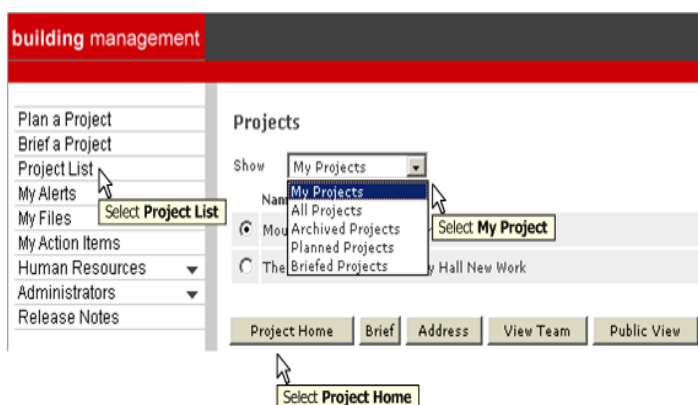 building management
Plan a Project
Brief a Project
Project List
My Alerts
My Files
My Action Items
Human Resources
Administrators
Release Notes
Select Project List
Projects
Show My Projects
My Projects
All Projects
Archived Projects
Planned Projects
Briefed Projects
Select My Project
The y Hall New Work
Project Home Brief Address View Team Public View
Select Project Home